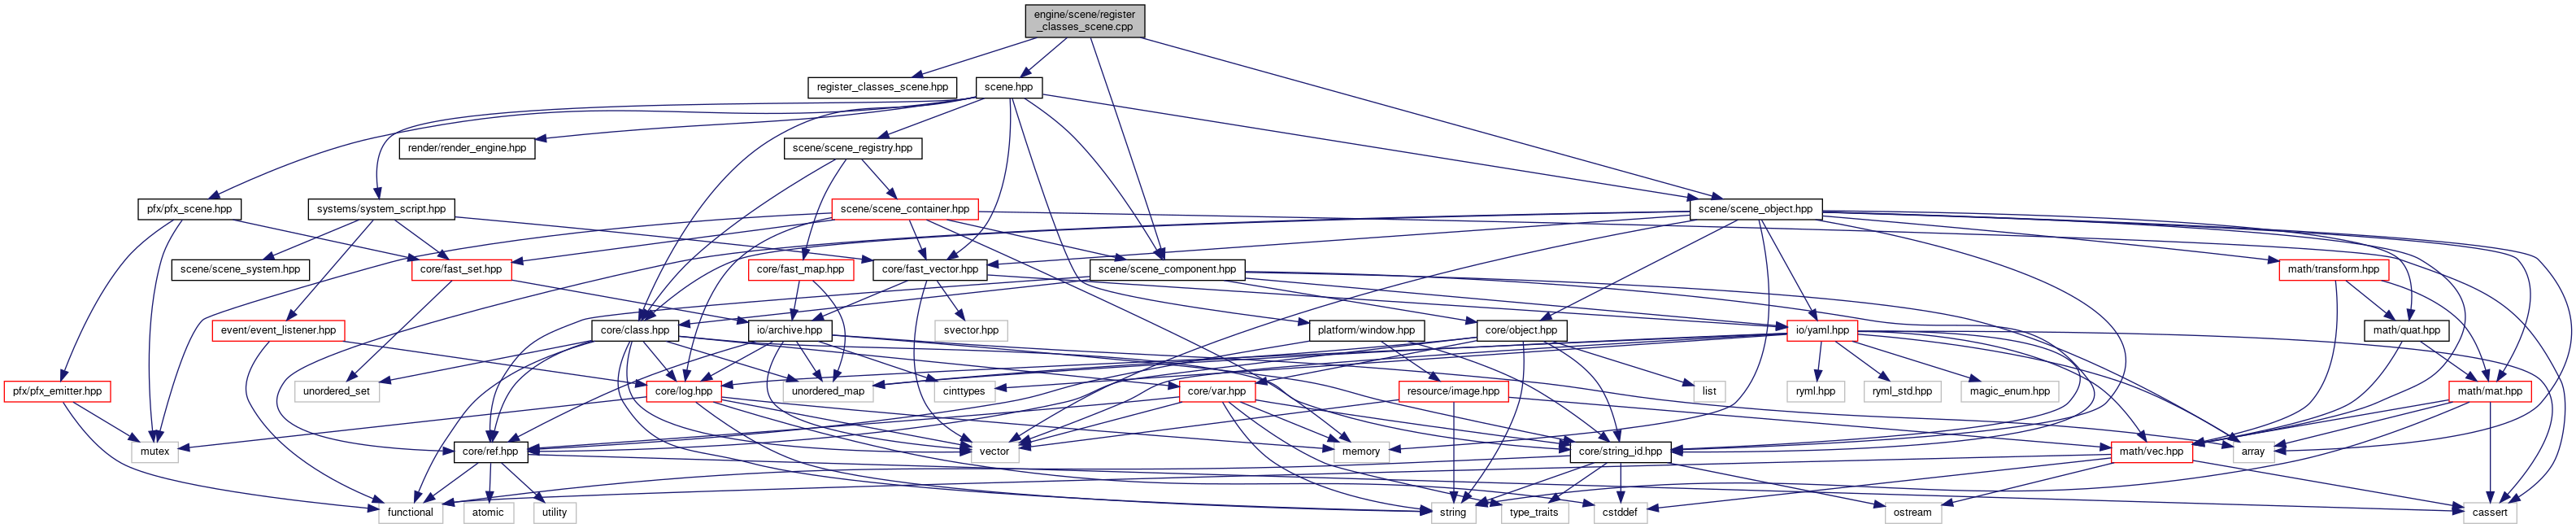 engine/scene/register
_classes_scene.cpp
register_classes_scene.hpp
scene.hpp
render/render_engine.hpp
scene/scene_registry.hpp
pfx/pfx_scene.hpp
systems/system_script.hpp
scene/scene_container.hpp
scene/scene_object.hpp
scene/scene_system.hpp
core/fast_set.hpp
core/fast_map.hpp
core/fast_vector.hpp
scene/scene_component.hpp
math/transform.hpp
event/event_listener.hpp
core/class.hpp
io/archive.hpp
svector.hpp
platform/window.hpp
core/object.hpp
io/yaml.hpp
math/quat.hpp
pfx/pfx_emitter.hpp
unordered_set
core/log.hpp
unordered_map
cinttypes
core/var.hpp
resource/image.hpp
list
ryml.hpp
ryml_std.hpp
magic_enum.hpp
math/mat.hpp
mutex
core/ref.hpp
vector
memory
core/string_id.hpp
math/vec.hpp
array
functional
atomic
utility
string
type_traits
cstddef
ostream
cassert